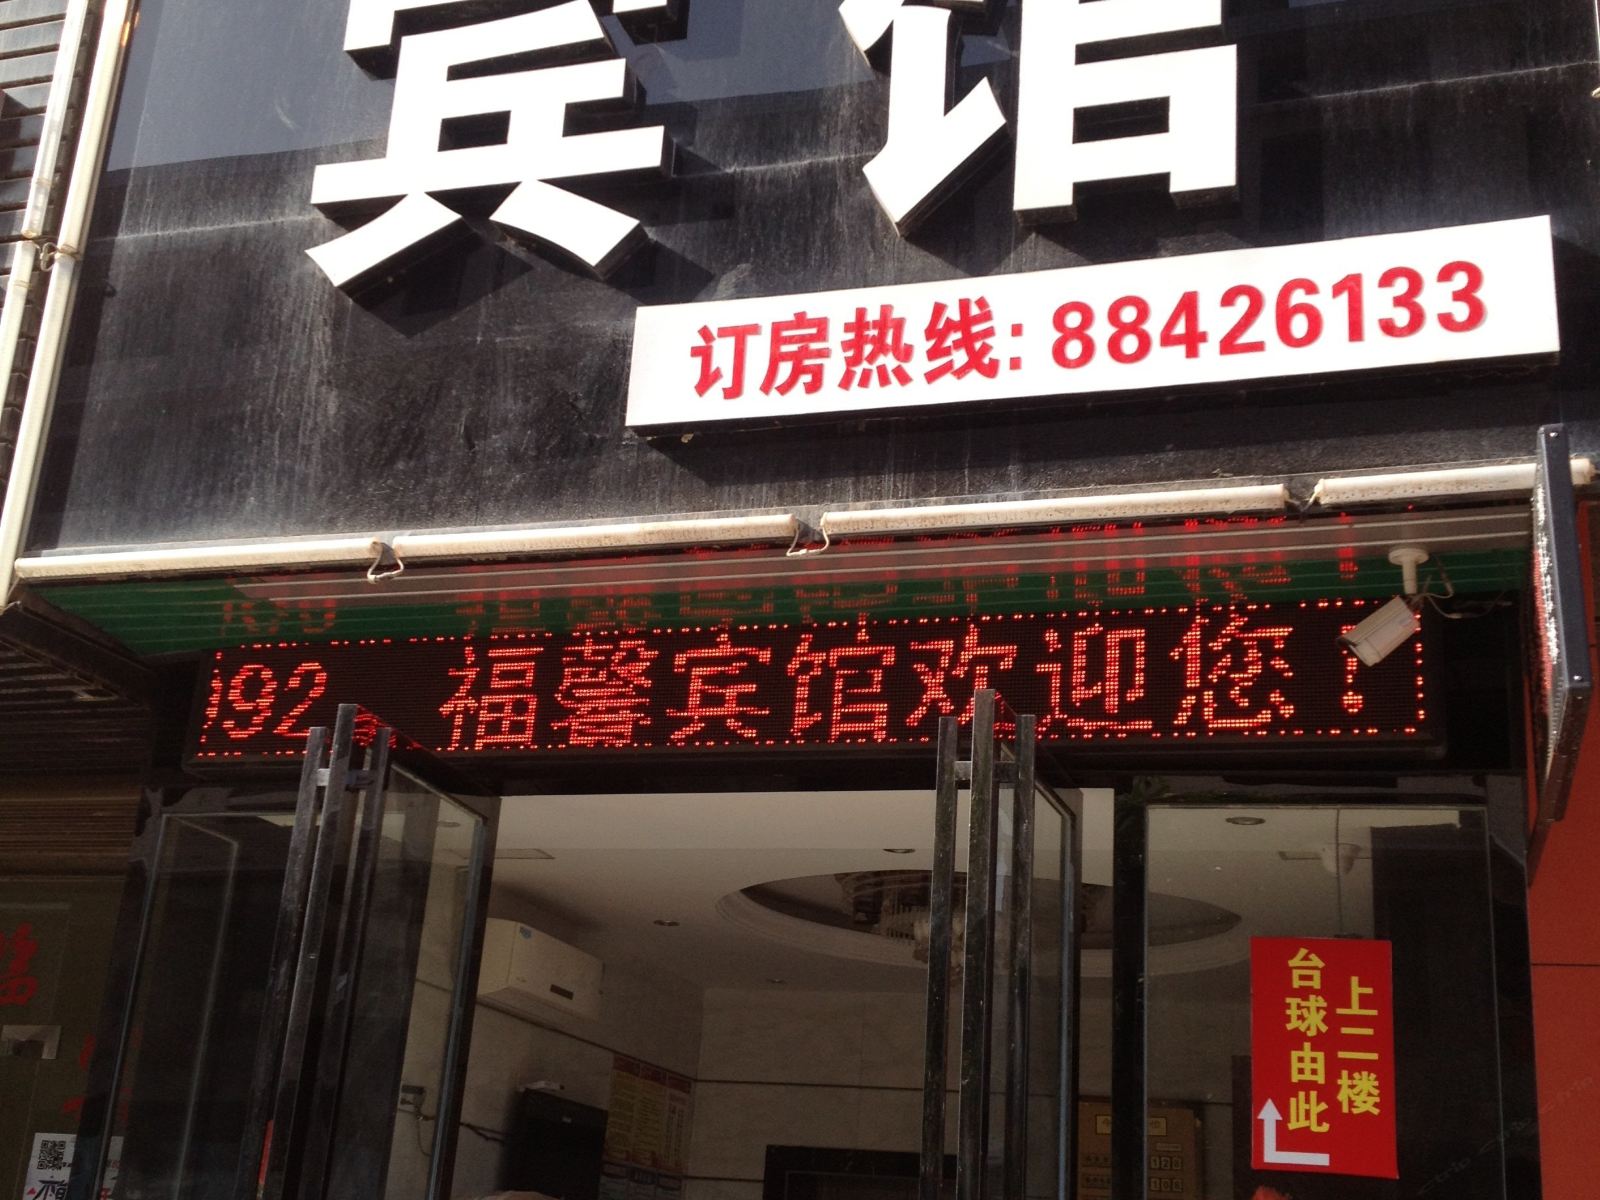 宾馆
订房热线:88426133
92 福馨宾馆欢迎您!
台球由此
上二楼